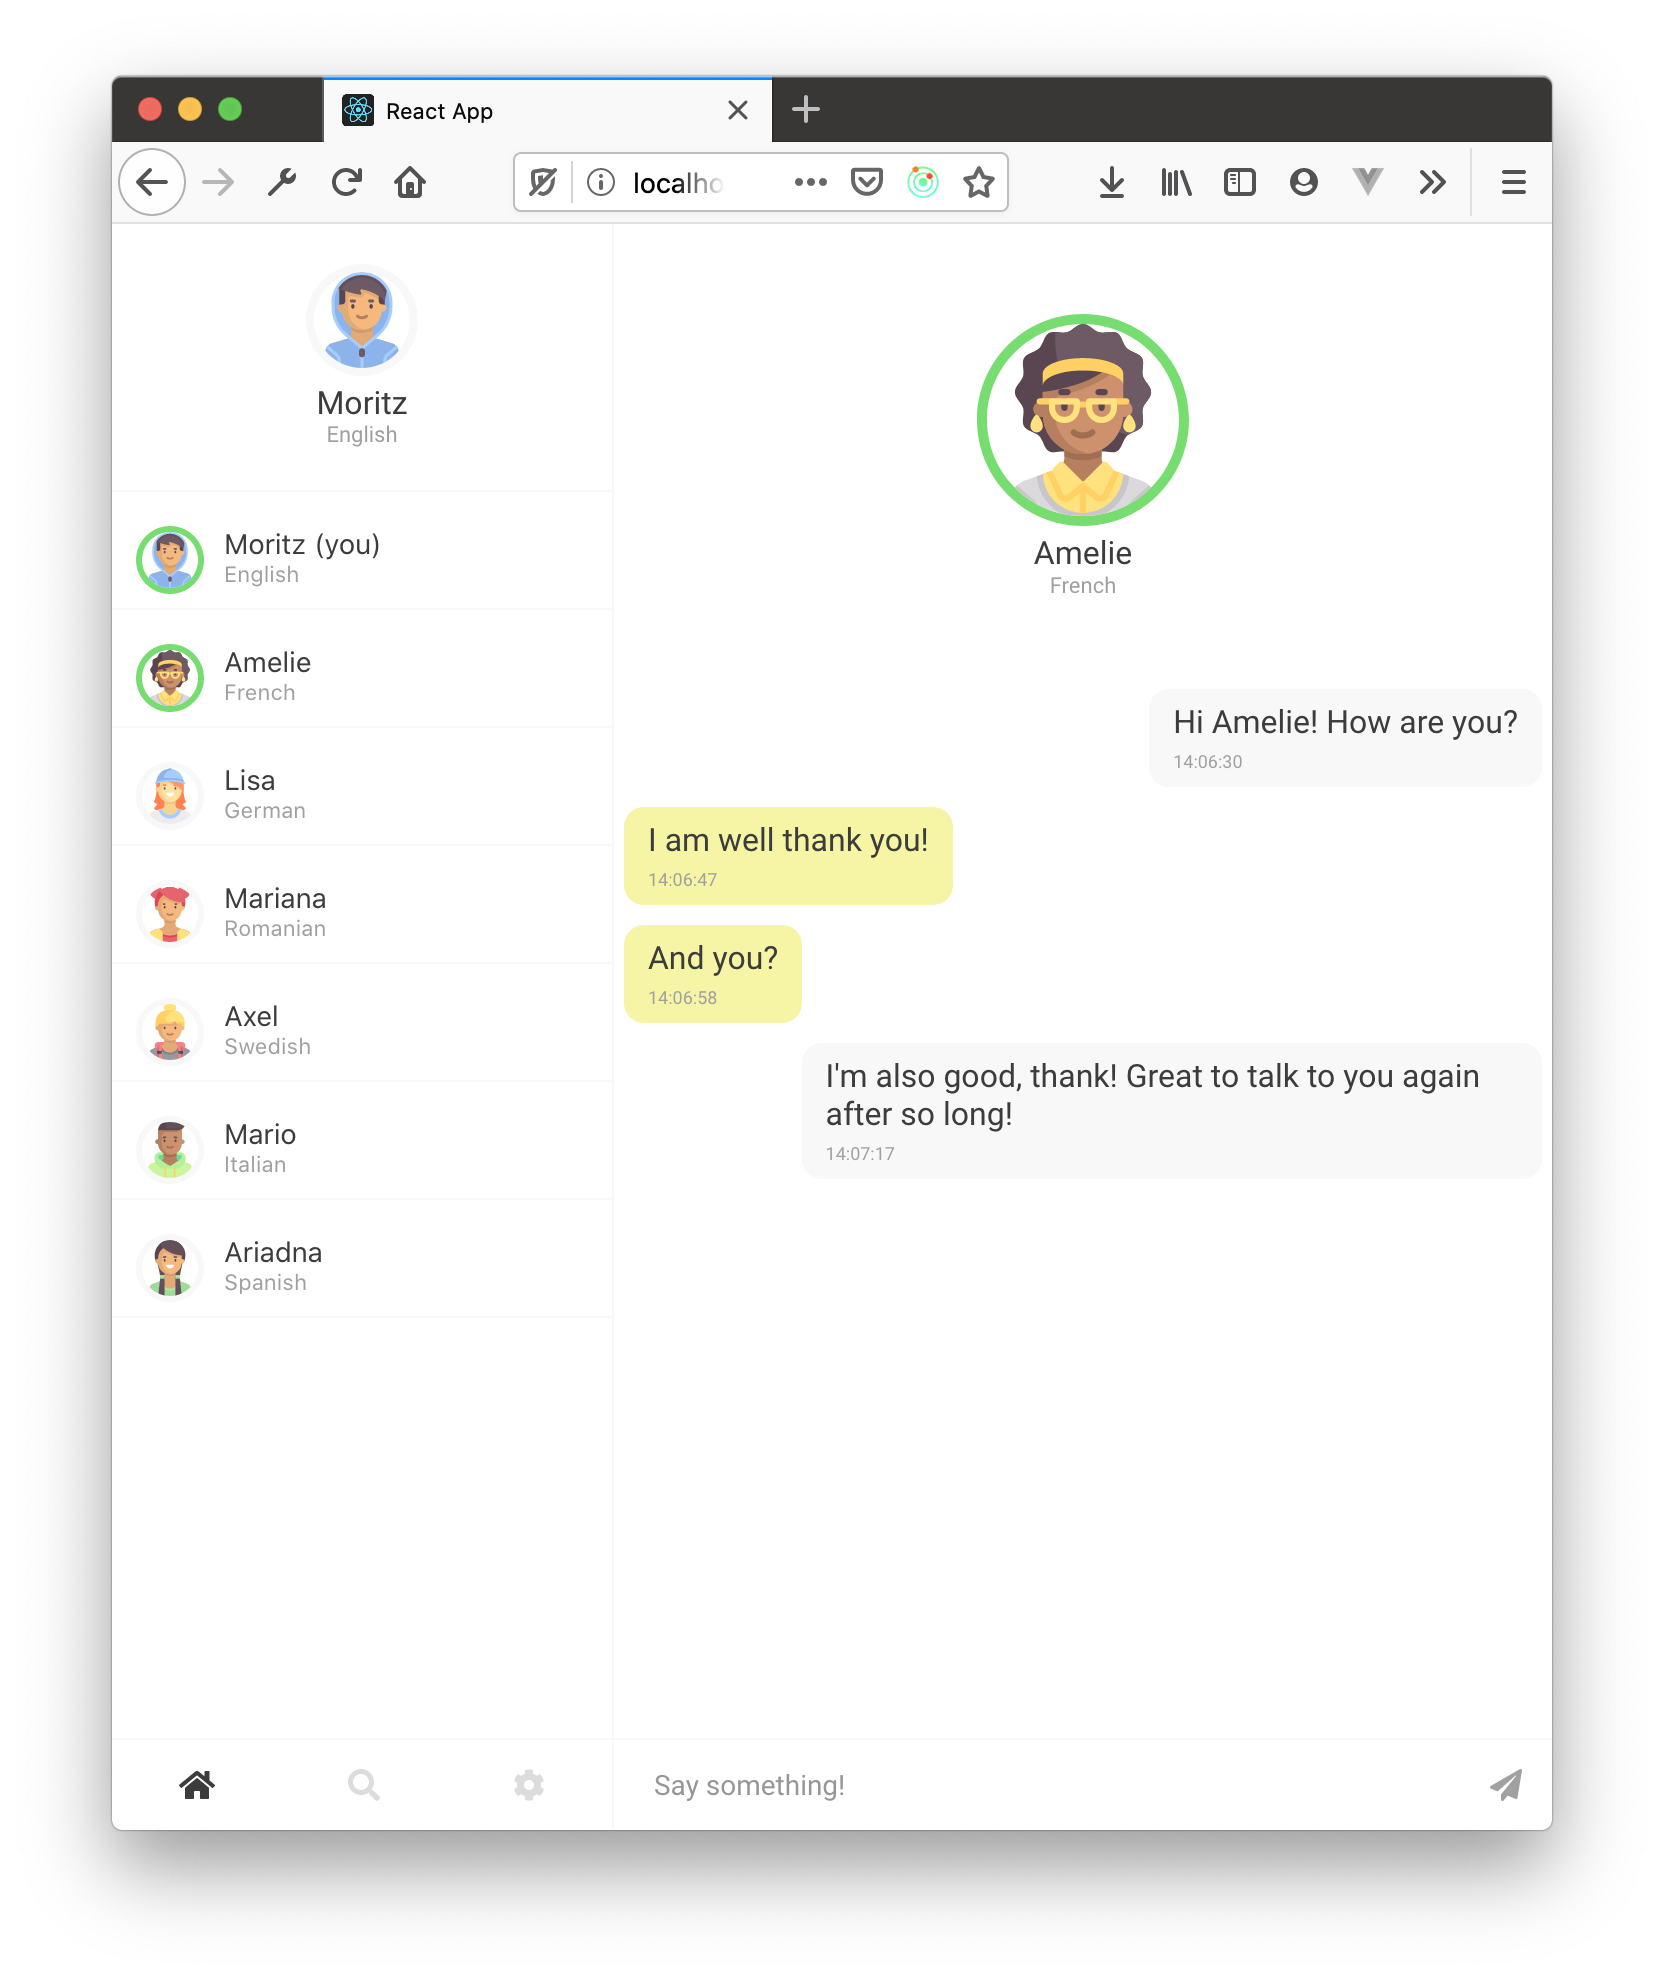 React App
localho
Moritz
English
Moritz (you)
English
Amelie
French
Lisa
German
Mariana
Romanian
Axel
Swedish
Mario
Italian
Ariadna
Spanish
Amelie
French
Hi Amelie! How are you?
14:06:30
I am well thank you!
14:06:47
And you?
14:06:58
I'm also good, thank! Great to talk to you again
after so long!
14:07:17
Say something!